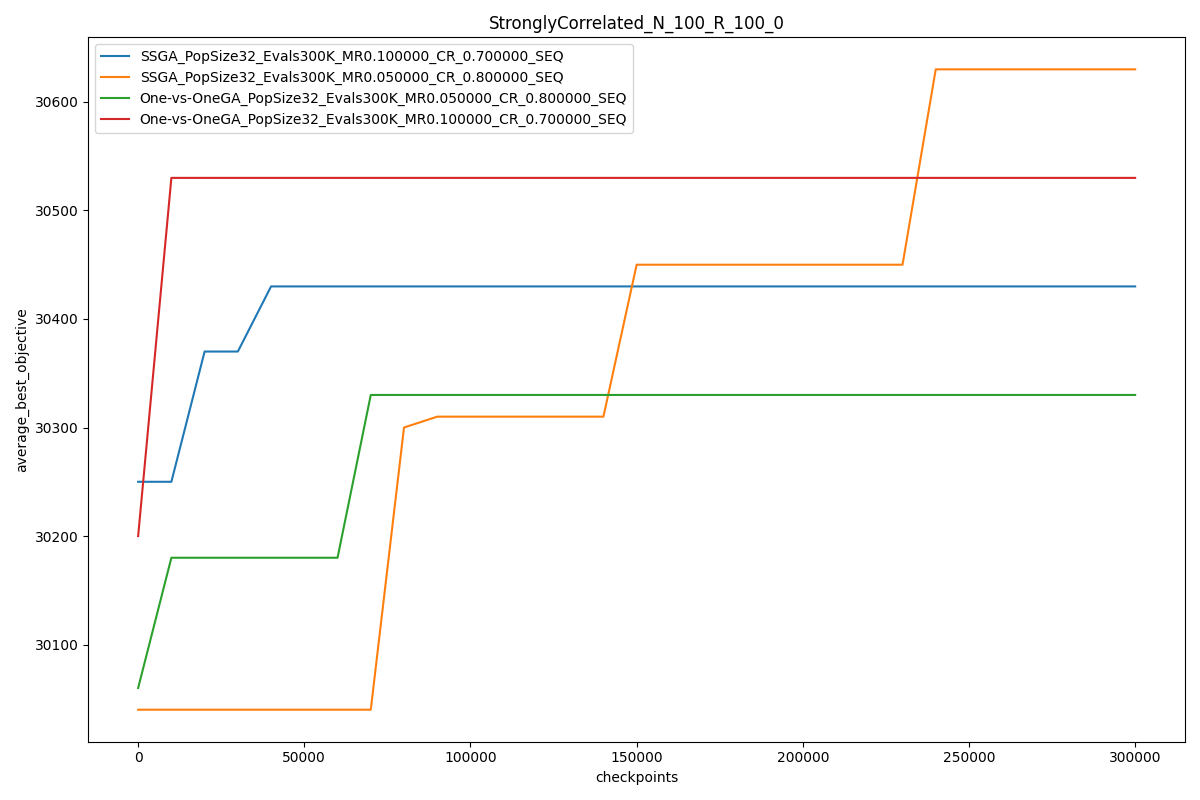 StronglyCorrelated_N_100_R_100_0
SSGA_PopSize32_Evals300K_MR0.100000_CR_0.700000_SEQ
SSGA_PopSize32_Evals300K_MR0.050000_CR_0.800000_SEQ
One-vs-OneGA_PopSize32_Evals300K_MR0.050000_CR_0.800000_SEQ
One-vs-OneGA_PopSize32_Evals300K_MR0.100000_CR_0.700000_SEQ
average_best_objective
30600
30500
30400
30300
30200
30100
0 50000 100000 150000 200000 250000 300000
checkpoints